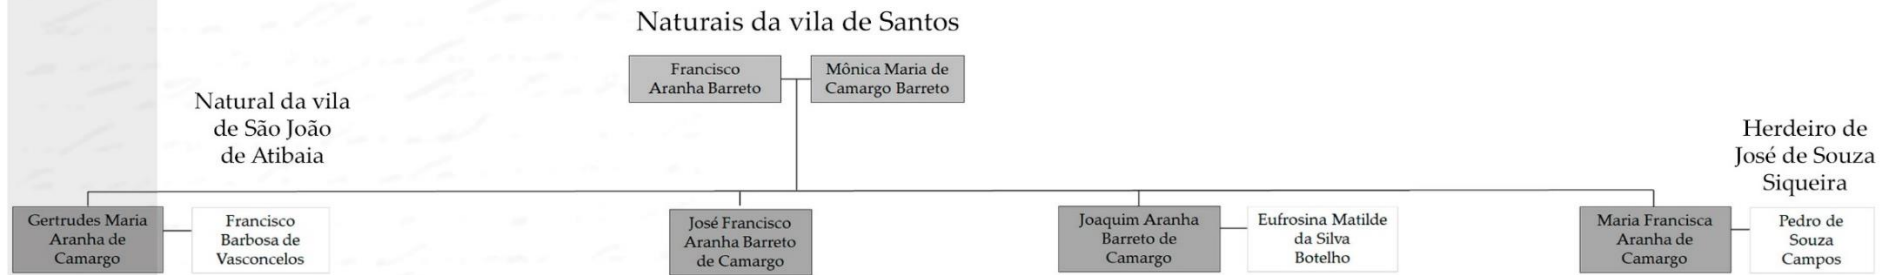 Naturais da vila de Santos
Francisco
Aranha Barreto
Mônica Maria de
Camargo Barreto
Natural da vila
de São João
de Atibaia
Herdeiro de
José de Souza
Siqueira
Gertrudes Maria
Aranha de
Camargo
Francisco
Barbosa de
Vasconcelos
José Francisco
Aranha Barreto
de Camargo
Joaquim Aranha
Barreto de
Camargo
Eufrosina Matilde
da Silva
Botelho
Maria Francisca
Aranha de
Camargo
Pedro de
Souza
Campos